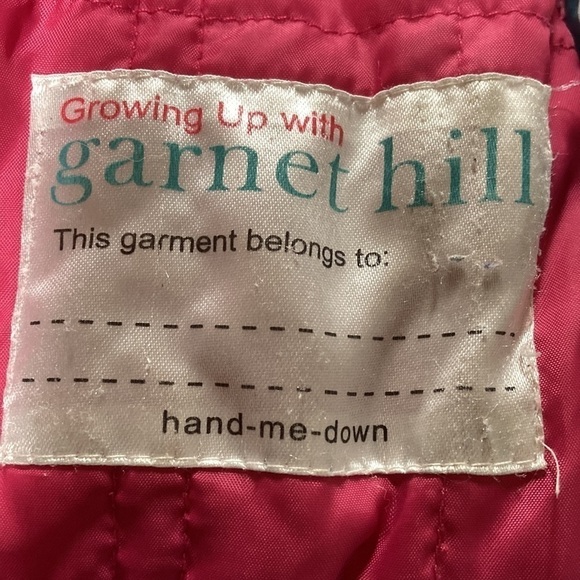 Growing Up with
garnet hill
This garment belongs to:
hand-me-down